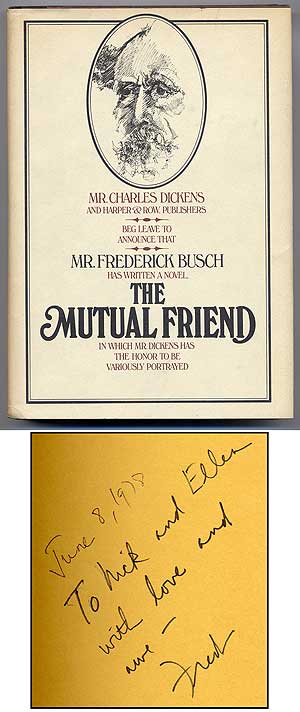 MR. CHARLES DICKENS
AND HARPER & ROW, PUBLISHERS
BEG LEAVE TO
ANNOUNCE THAT
MR. FREDERICK BUSCH
HAS WRITTEN A NOVEL,
THE
MUTUAL FRIEND
IN WHICH MR. DICKENS HAS
THE HONOR TO BE
VARIOUSLY PORTRAYED
June 8, 1978
To Nick and Ellen
with love and
awe -
Fred